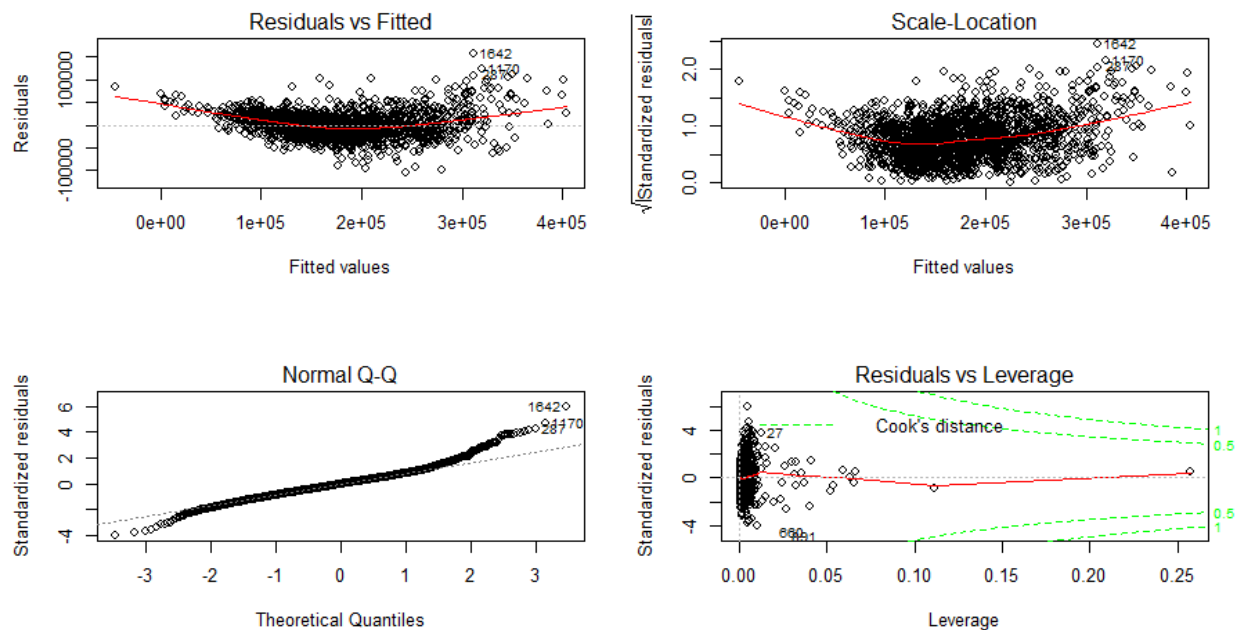 Residuals vs Fitted
Residuals
100000
0
-100000
1642
1170
287
0e+00 1e+05 2e+05 3e+05 4e+05
Fitted values
Scale-Location
√|Standardized residuals|
2.0
1.0
0.0
1642
1170
287
0e+00 1e+05 2e+05 3e+05 4e+05
Fitted values
Normal Q-Q
Standardized residuals
6
4
2
0
-2
-4
1642
1170
287
-3 -2 -1 0 1 2 3
Theoretical Quantiles
Residuals vs Leverage
Standardized residuals
4
0
-4
27
Cook's distance
660
891
1
0.5
0.5
1
0.00 0.05 0.10 0.15 0.20 0.25
Leverage